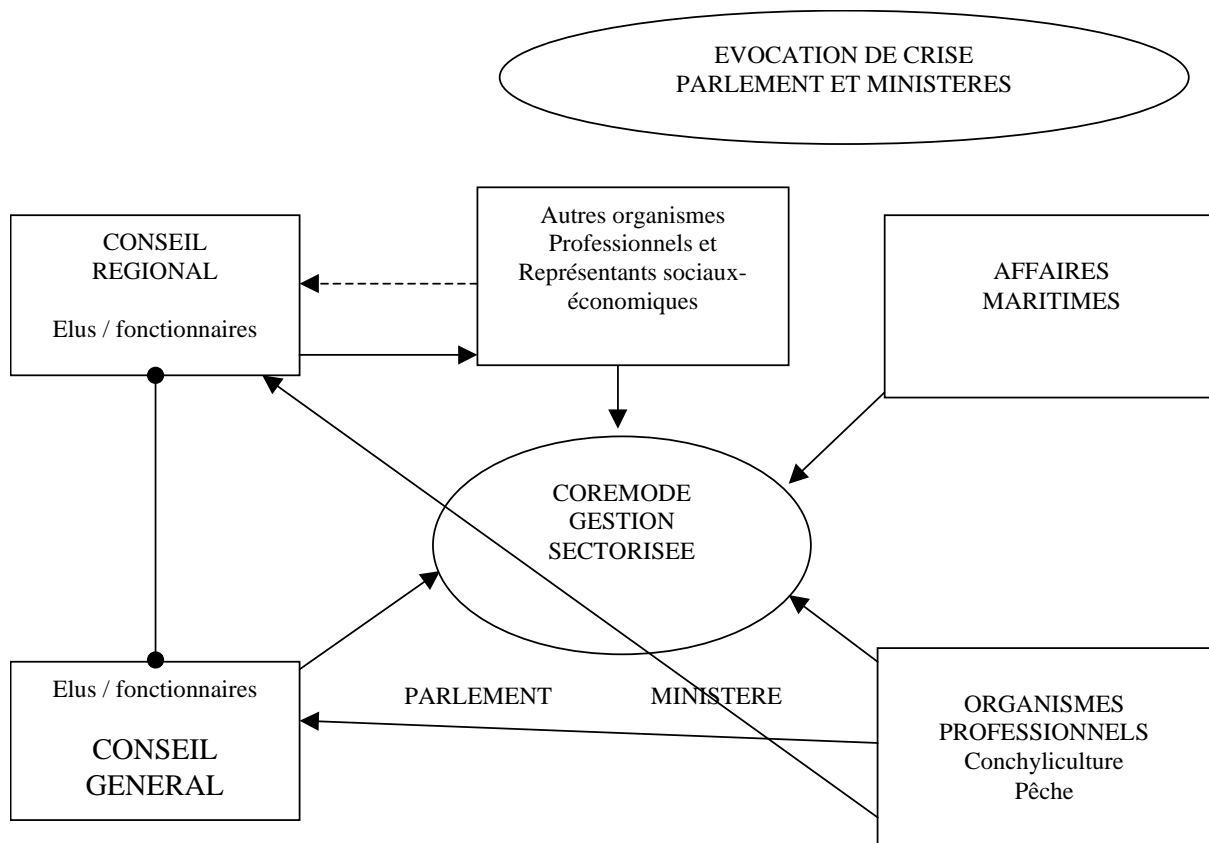 EVOCATION DE CRISE
PARLEMENT ET MINISTERES
CONSEIL
REGIONAL
Elus / fonctionnaires
Autres organismes
Professionnels et
Représentants sociaux-
économiques
AFFAIRES
MARITIMES
COREMODE
GESTION
SECTORISEE
Elus / fonctionnaires
CONSEIL
GENERAL
PARLEMENT MINISTERE
ORGANISMES
PROFESSIONNELS
Conchyliculture
Pêche